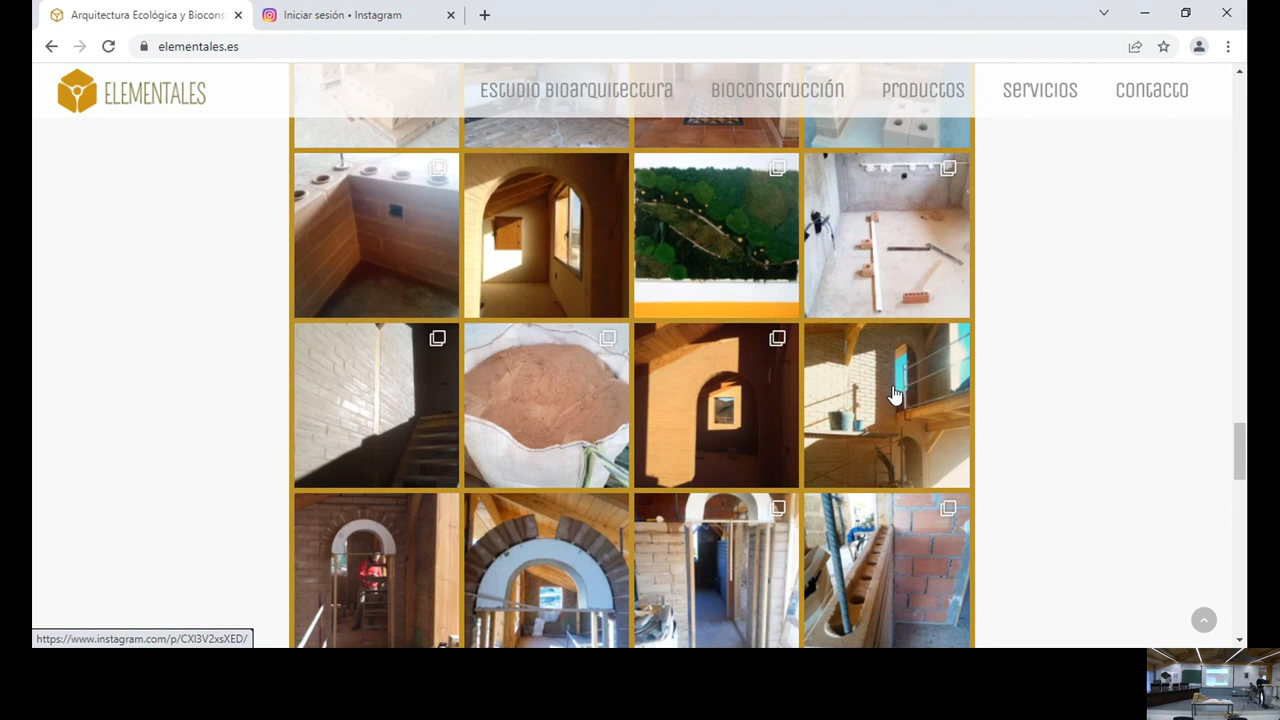 Arquitectura Ecológica y Biocons
Iniciar sesión • Instagram
elementales.es
ELEMENTALES
Estudio Bioarquitectura
Bioconstrucción
Productos
Servicios
Contacto
https://www.instagram.com/p/CXl3V2xsXED/